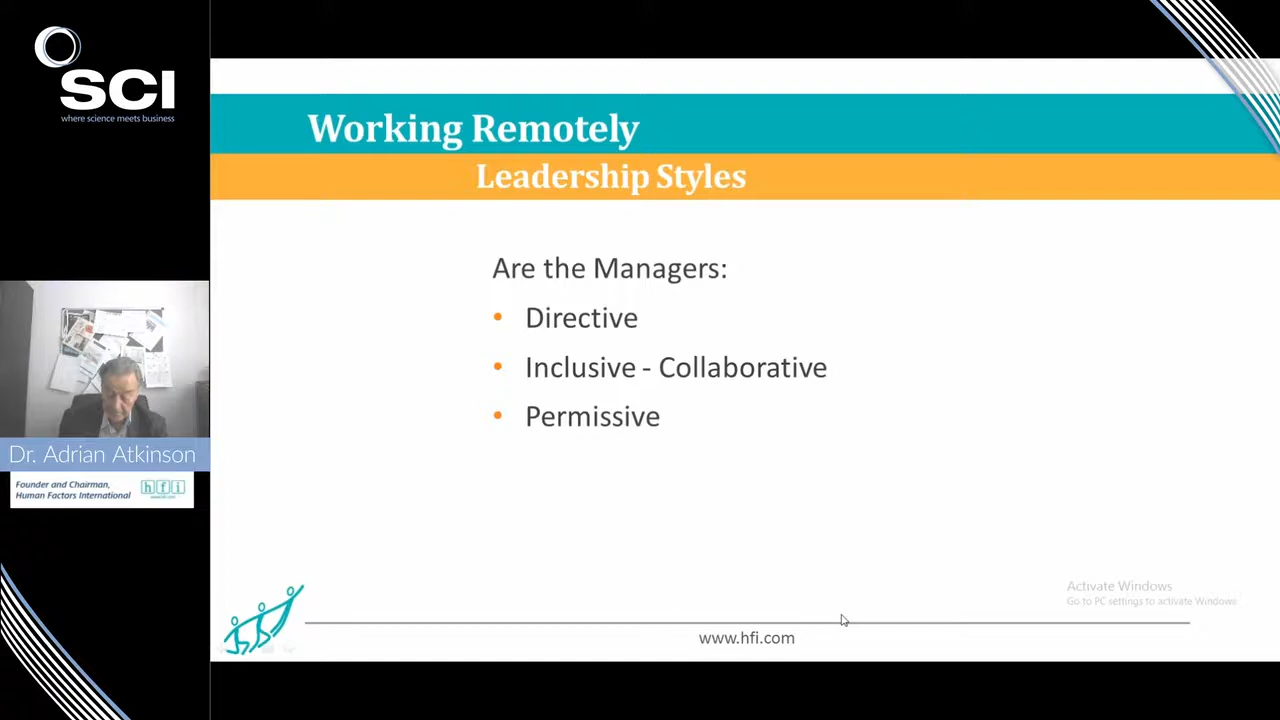 SCI
where science meets business
Working Remotely
Leadership Styles
Are the Managers:
• Directive
• Inclusive - Collaborative
• Permissive
Dr. Adrian Atkinson
Founder and Chairman,
Human Factors International
hfi
Activate Windows
Go to PC settings to activate Windows
www.hfi.com